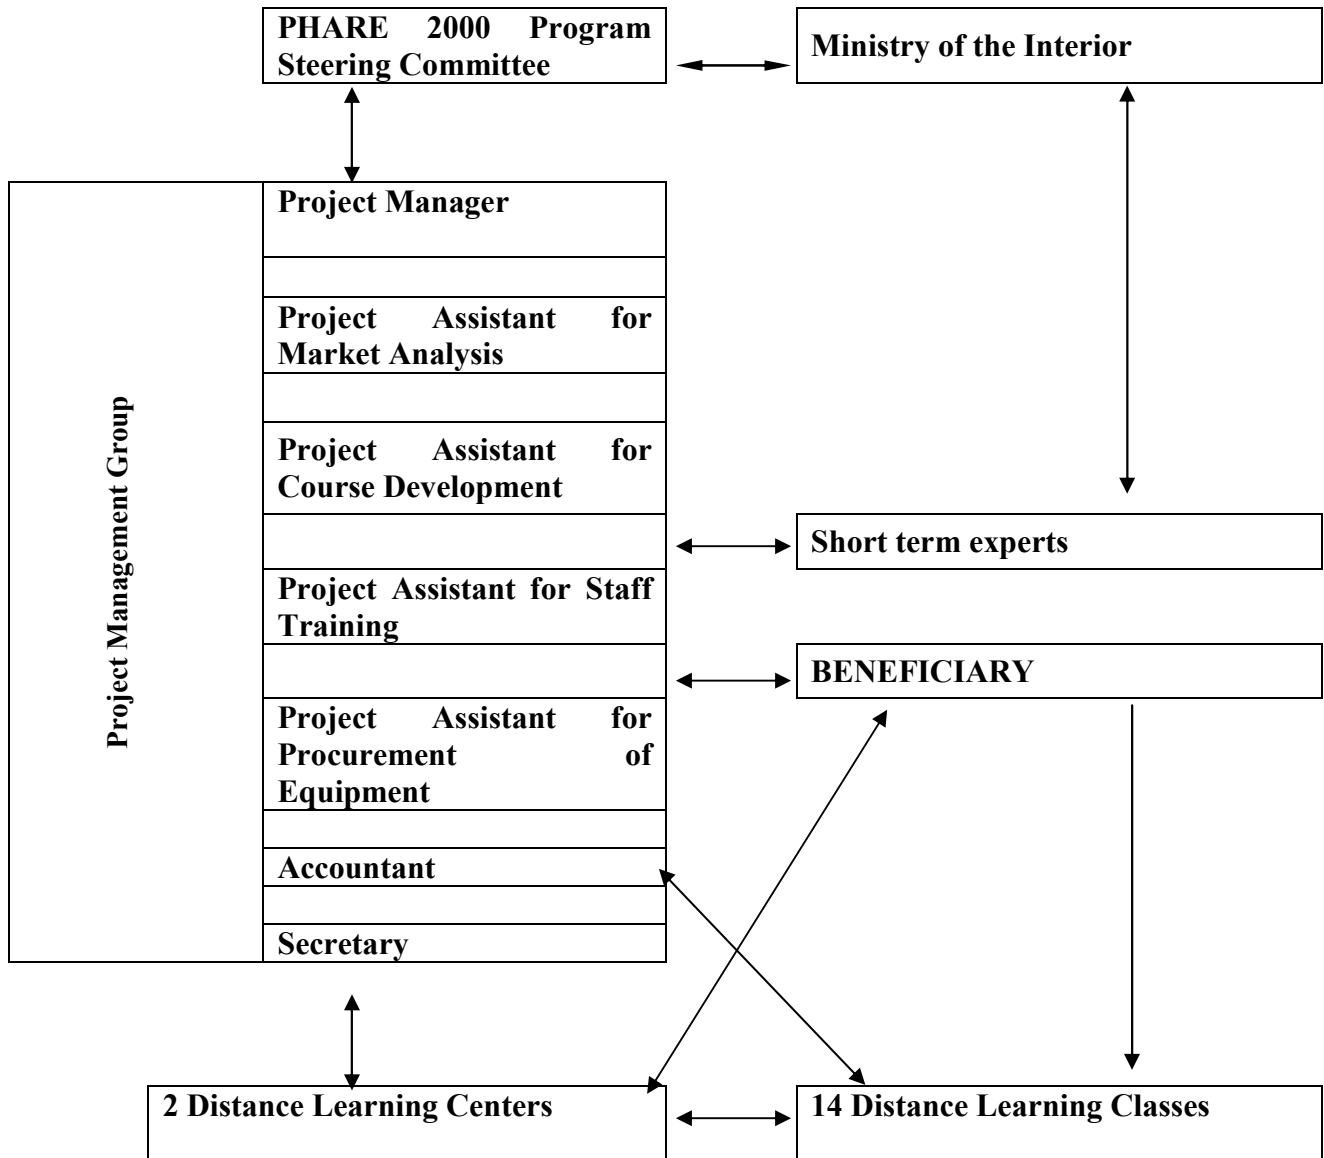 PHARE 2000 Program
Steering Committee
Ministry of the Interior
Project Management Group
Project Manager
Project Assistant for
Market Analysis
Project Assistant for
Course Development
Short term experts
Project Assistant for Staff
Training
BENEFICIARY
Project Assistant for
Procurement of
Equipment
Accountant
Secretary
2 Distance Learning Centers
14 Distance Learning Classes